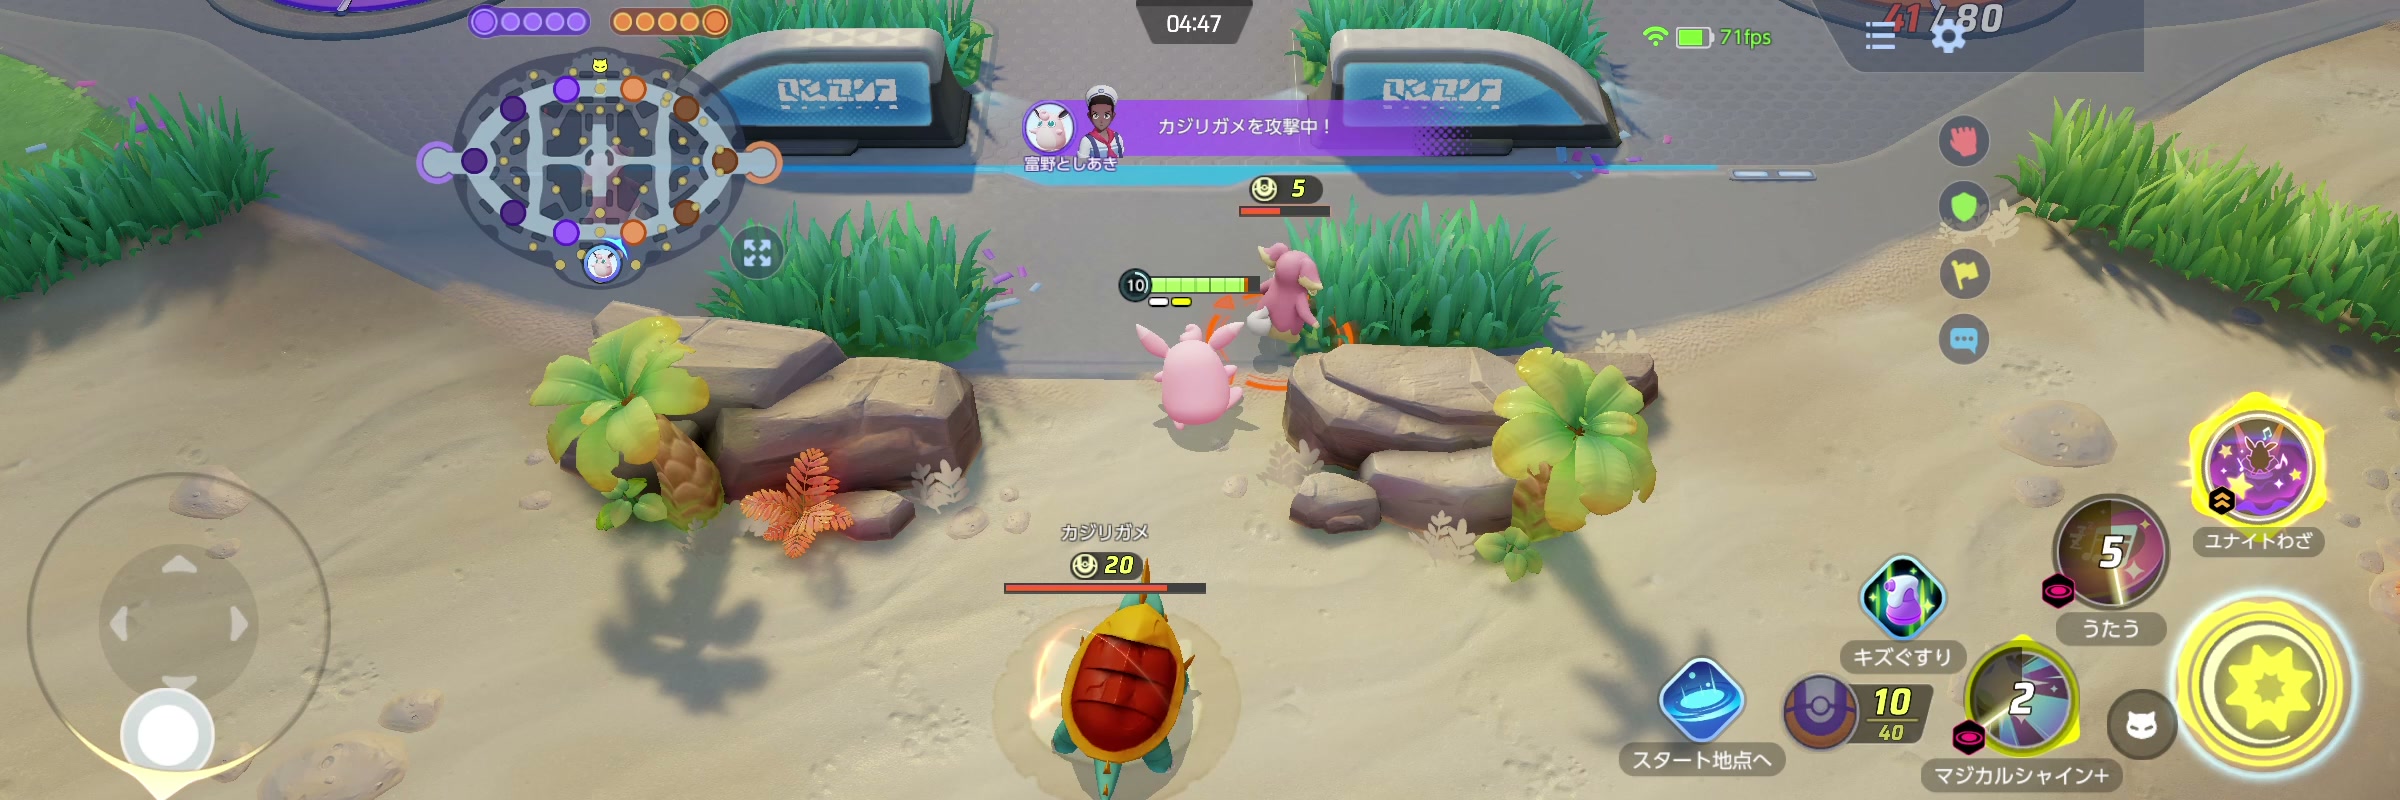 04:47
71fps
41/80
カジリガメを攻撃中！
富野としあき
5
10
カジリガメ
20
ユナイトわざ
5
うたう
キズぐすり
10
40
2
スタート地点へ
マジカルシャイン+